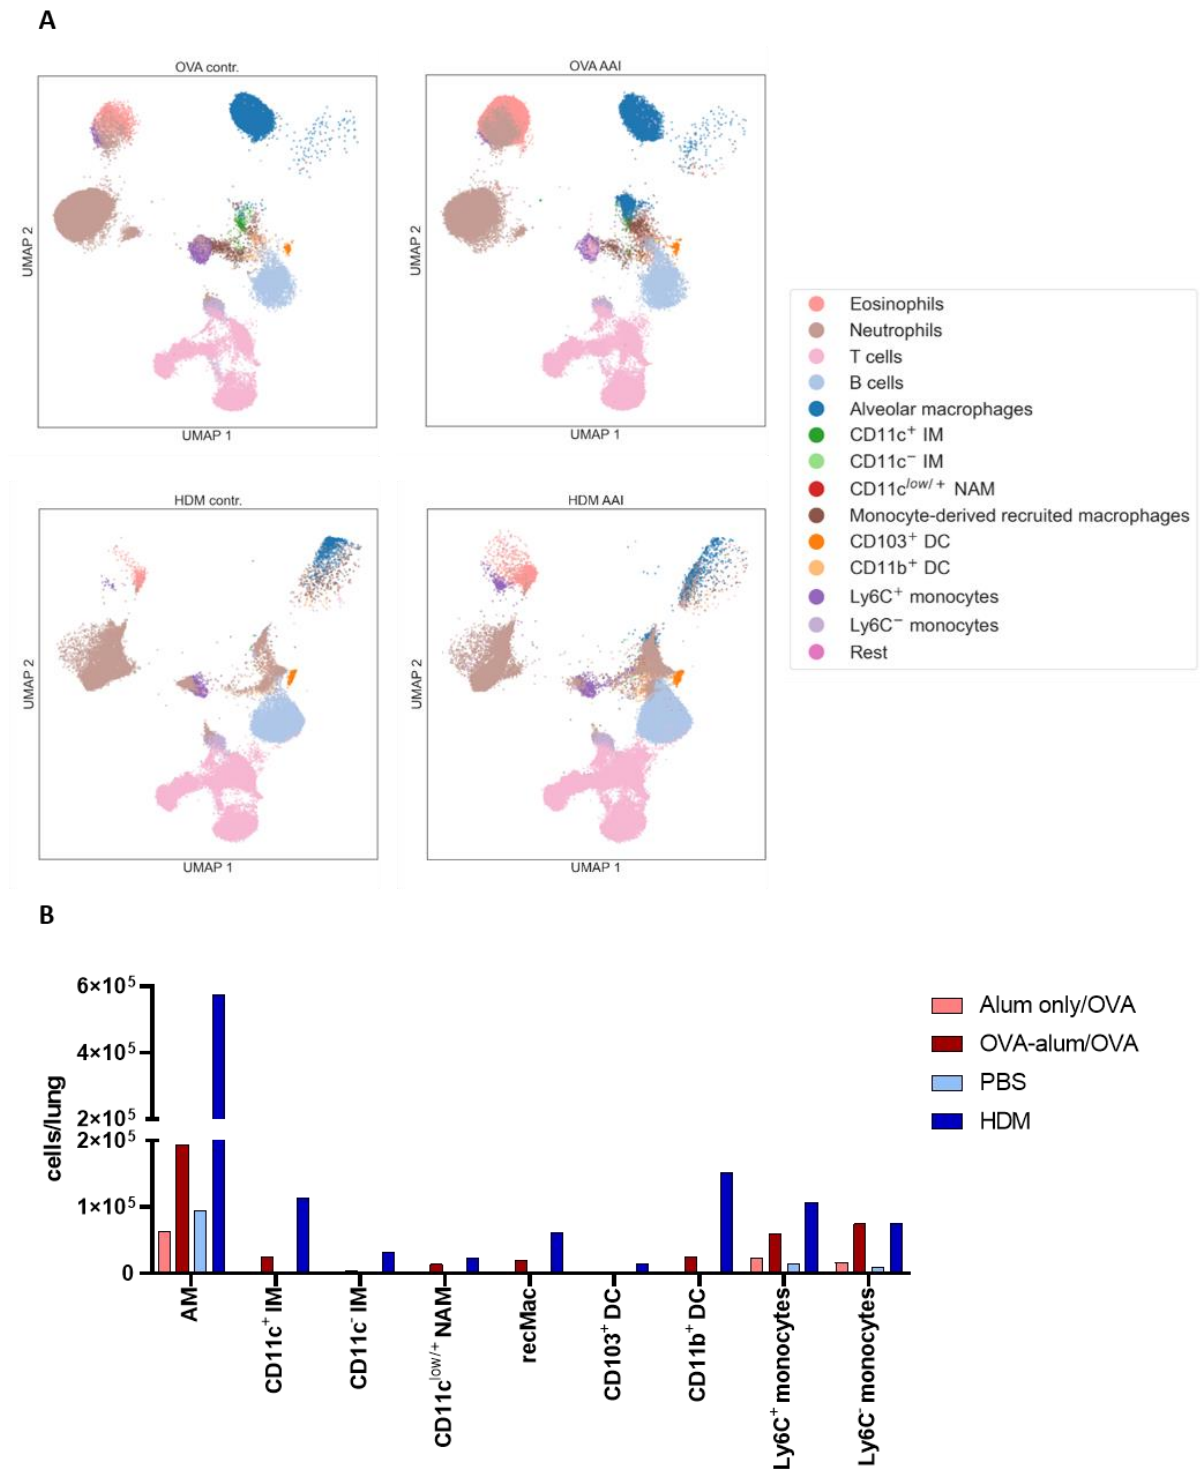 A
OVA contr.
OVA AAI
UMAP 2
UMAP 1
UMAP 2
UMAP 1
Eosinophils
Neutrophils
T cells
B cells
Alveolar macrophages
CD11c⁺ IM
CD11c⁻ IM
CD11c^low/+ NAM
Monocyte-derived recruited macrophages
CD103⁺ DC
CD11b⁺ DC
Ly6C⁺ monocytes
Ly6C⁻ monocytes
Rest
HDM contr.
HDM AAI
UMAP 2
UMAP 1
UMAP 2
UMAP 1
B
cells/lung
6×10⁵
4×10⁵
2×10⁵
2×10⁵
1×10⁵
0
AM
CD11c⁺ IM
CD11c⁻ IM
CD11c^low/+ NAM
recMac
CD103⁺ DC
CD11b⁺ DC
Ly6C⁺ monocytes
Ly6C⁻ monocytes
Alum only/OVA
OVA-alum/OVA
PBS
HDM